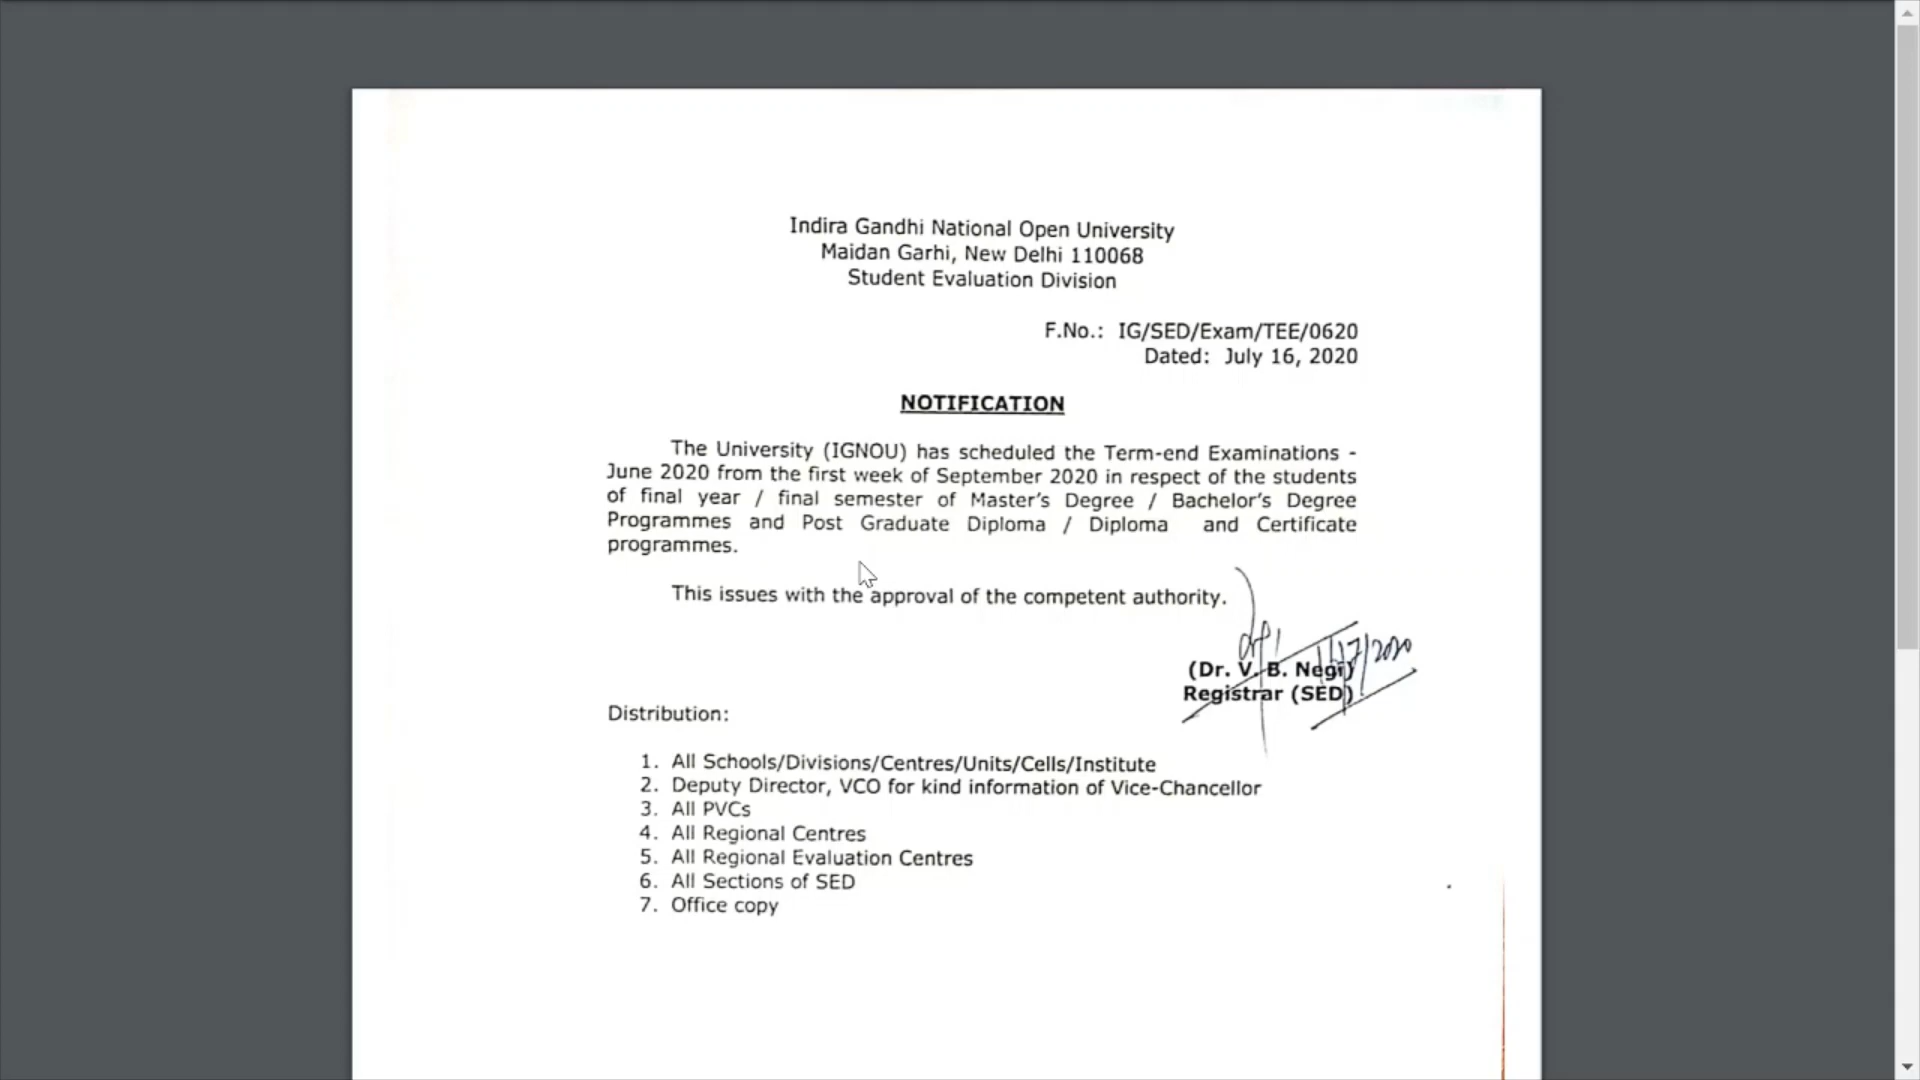 Indira Gandhi National Open University
Maidan Garhi, New Delhi 110068
Student Evaluation Division
F.No.: IG/SED/Exam/TEE/0620
Dated: July 16, 2020
NOTIFICATION
The University (IGNOU) has scheduled the Term-end Examinations -
June 2020 from the first week of September 2020 in respect of the students
of final year / final semester of Master's Degree / Bachelor's Degree
Programmes and Post Graduate Diploma / Diploma and Certificate
programmes.
This issues with the approval of the competent authority.
(Dr. V. B. Negi)
Registrar (SED)
Distribution:
1. All Schools/Divisions/Centres/Units/Cells/Institute
2. Deputy Director, VCO for kind information of Vice-Chancellor
3. All PVCs
4. All Regional Centres
5. All Regional Evaluation Centres
6. All Sections of SED
7. Office copy